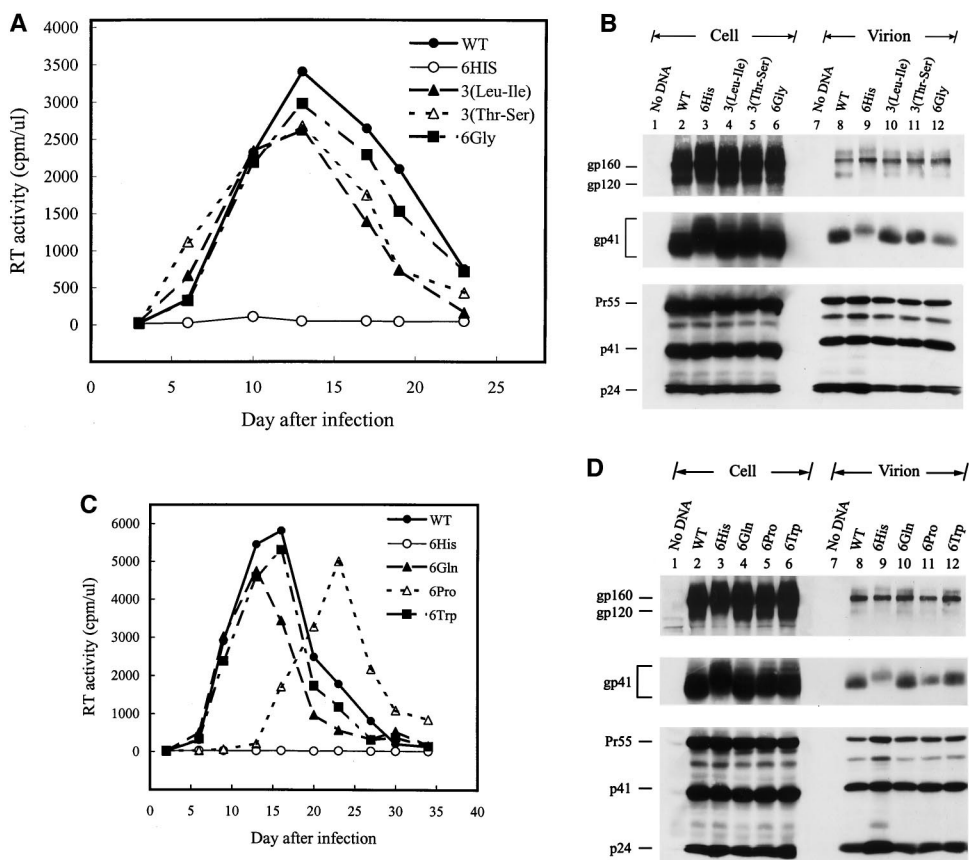 A
4000
3500
3000
2500
2000
1500
1000
500
0
RT activity (cpm/ul)
0 5 10 15 20 25
Day after infection
WT
6HIS
3(Leu-Ile)
3(Thr-Ser)
6Gly
B
Cell Virion
No DNA WT 6His 3(Leu-Ile) 3(Thr-Ser) 6Gly No DNA WT 6His 3(Leu-Ile) 3(Thr-Ser) 6Gly
1 2 3 4 5 6 7 8 9 10 11 12
gp160
gp120
gp41
Pr55
p41
p24
C
6000
5000
4000
3000
2000
1000
0
RT activity (cpm/ul)
0 5 10 15 20 25 30 35 40
Day after infection
WT
6His
6Gln
6Pro
6Trp
D
Cell Virion
No DNA WT 6His 6Gln 6Pro 6Trp No DNA WT 6His 6Gln 6Pro 6Trp
1 2 3 4 5 6 7 8 9 10 11 12
gp160
gp120
gp41
Pr55
p41
p24